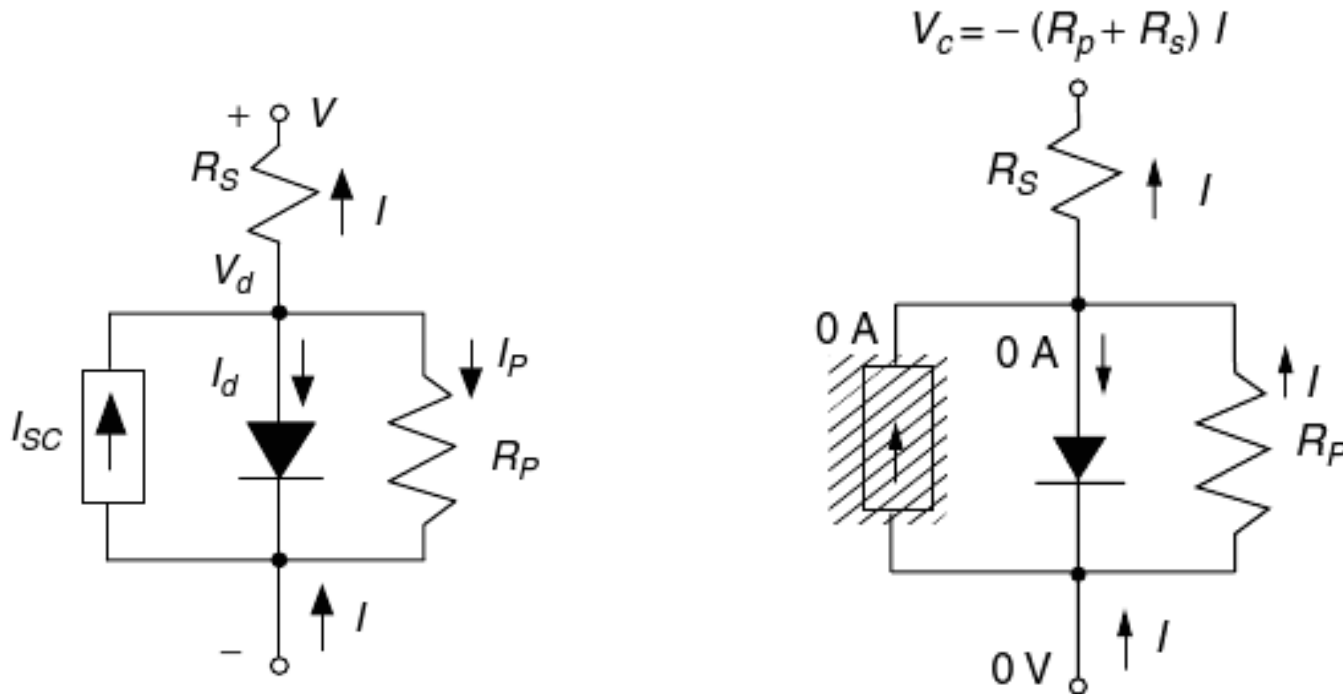 V_c = – (R_p + R_s) I
+ V
R_S
I
V_d
I_d
I_P
I_SC
R_P
I
–
R_S
I
0 A
0 A
I
R_P
I
0 V